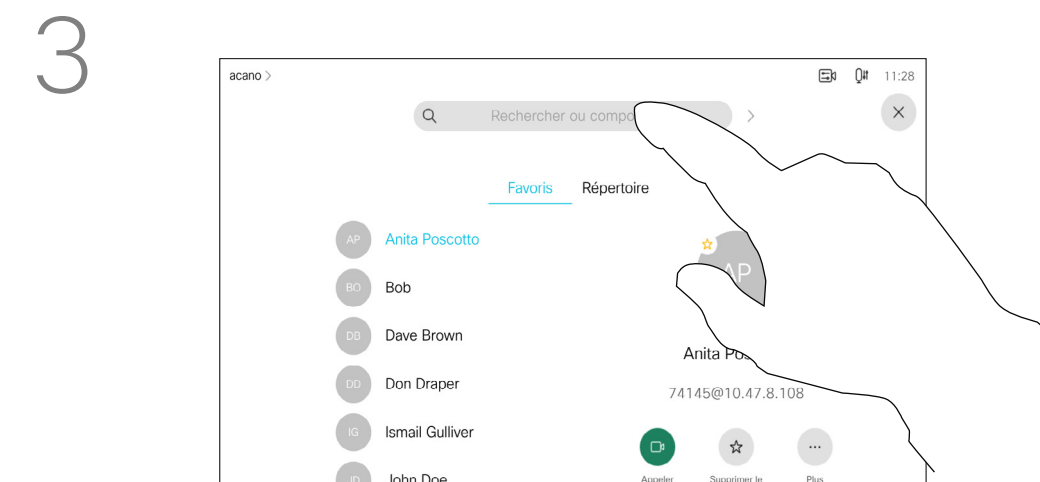 3
acano >
11:28
Rechercher ou compo
Favoris Répertoire
AP Anita Poscotto
AP
BO Bob
DB Dave Brown
Anita Pos
DD Don Draper
74145@10.47.8.108
IG Ismail Gulliver
JD John Doe
Appeler Supprimer le Plus